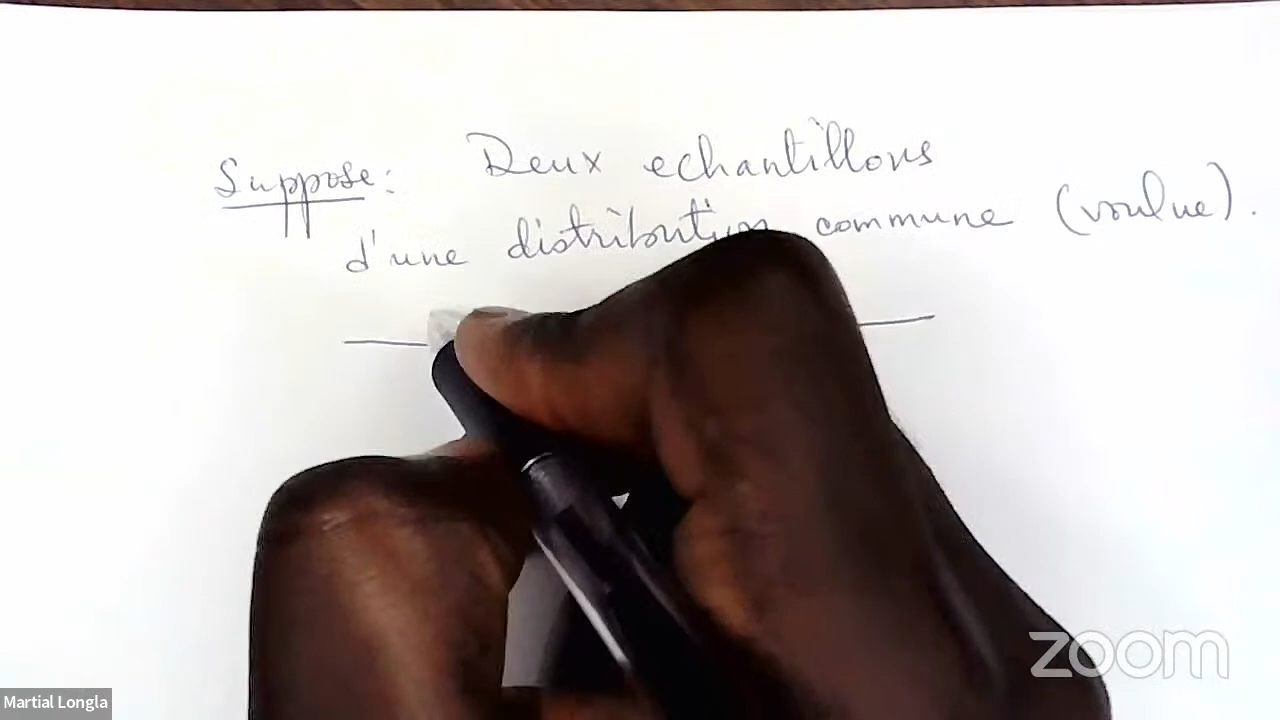 Suppose: Deux echantillons
d'une distribution commune (voulue).
zoom
Martial Longla